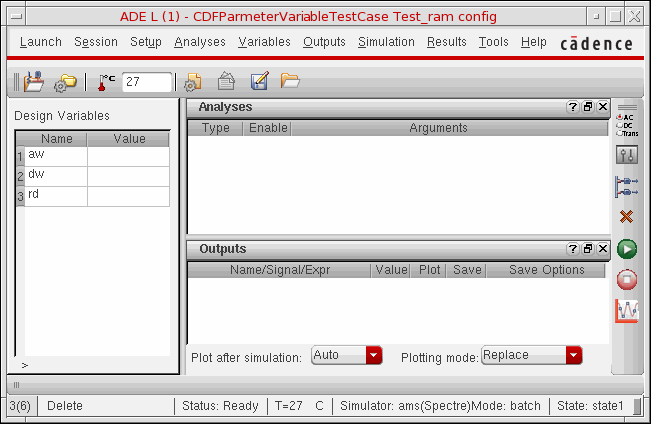 ADE L (1) - CDFParmeterVariableTestCase Test_ram config
Launch Session Setup Analyses Variables Outputs Simulation Results Tools Help cādence
°C 27
Design Variables
Name Value
1 aw
2 dw
3 rd
>
Analyses
Type Enable Arguments
Outputs
Name/Signal/Expr Value Plot Save Save Options
Plot after simulation: Auto Plotting mode: Replace
AC
DC
Trans
3(6) Delete Status: Ready T=27 C Simulator: ams(Spectre)Mode: batch State: state1